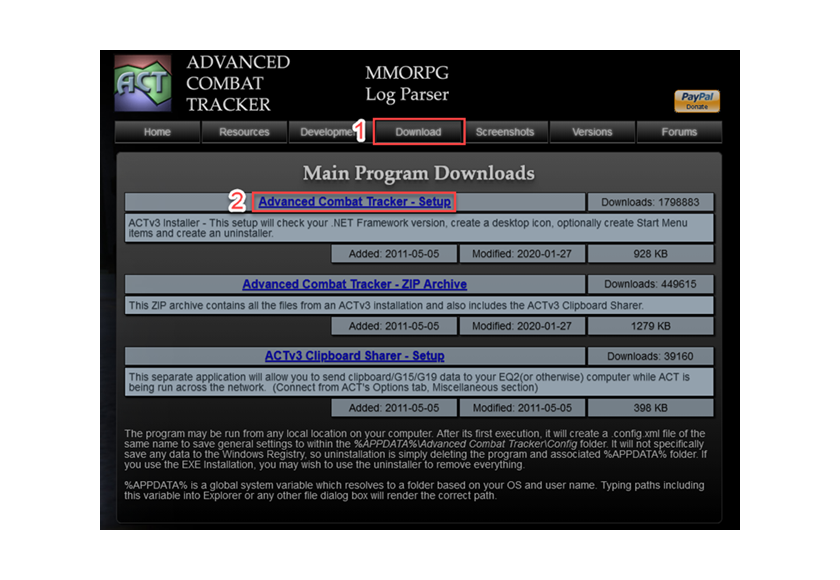 ACT
ADVANCED
COMBAT
TRACKER
MMORPG
Log Parser
PayPal
Donate
Home
Resources
Developme
1
Download
Screenshots
Versions
Forums
Main Program Downloads
2
Advanced Combat Tracker - Setup
Downloads: 1798883
ACTv3 Installer - This setup will check your .NET Framework version, create a desktop icon, optionally create Start Menu
items and create an uninstaller.
Added: 2011-05-05
Modified: 2020-01-27
928 KB
Advanced Combat Tracker - ZIP Archive
Downloads: 449615
This ZIP archive contains all the files from an ACTv3 installation and also includes the ACTv3 Clipboard Sharer.
Added: 2011-05-05
Modified: 2020-01-27
1279 KB
ACTv3 Clipboard Sharer - Setup
Downloads: 39160
This separate application will allow you to send clipboard/G15/G19 data to your EQ2(or otherwise) computer while ACT is
being run across the network. (Connect from ACT's Options tab, Miscellaneous section)
Added: 2011-05-05
Modified: 2011-05-05
398 KB
The program may be run from any local location on your computer. After its first execution, it will create a .config.xml file of the
same name to save general settings to within the %APPDATA%\Advanced Combat Tracker\Config folder. It will not specifically
save any data to the Windows Registry, so uninstallation is simply deleting the program and associated %APPDATA% folder. If
you use the EXE Installation, you may wish to use the uninstaller to remove everything.
%APPDATA% is a global system variable which resolves to a folder based on your OS and user name. Typing paths including
this variable into Explorer or any other file dialog box will render the correct path.